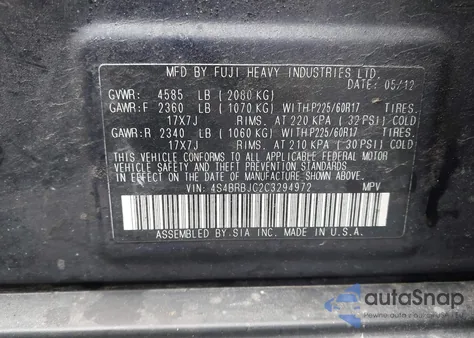 MFD BY FUJI HEAVY INDUSTRIES LTD.
DATE: 05/12
GVWR: 4585 LB ( 2080 KG)
GAWR:F 2360 LB ( 1070 KG) WITH P225/60R17 TIRES.
17X7J RIMS. AT 220 KPA ( 32 PSI) COLD.
GAWR:R 2340 LB ( 1060 KG) WITH P225/60R17 TIRES.
17X7J RIMS. AT 210 KPA ( 30 PSI) COLD.
THIS VEHICLE CONFORMS TO ALL APPLICABLE FEDERAL MOTOR
VEHICLE SAFETY AND THEFT PREVENTION STANDARDS IN EFFECT
ON THE DATE OF MANUFACTURE SHOWN ABOVE.
VIN: 4S4BRBJC2C3294972 MPV
ASSEMBLED BY SIA INC. MADE IN U.S.A.
autoSnap
Pewne auto prosto z